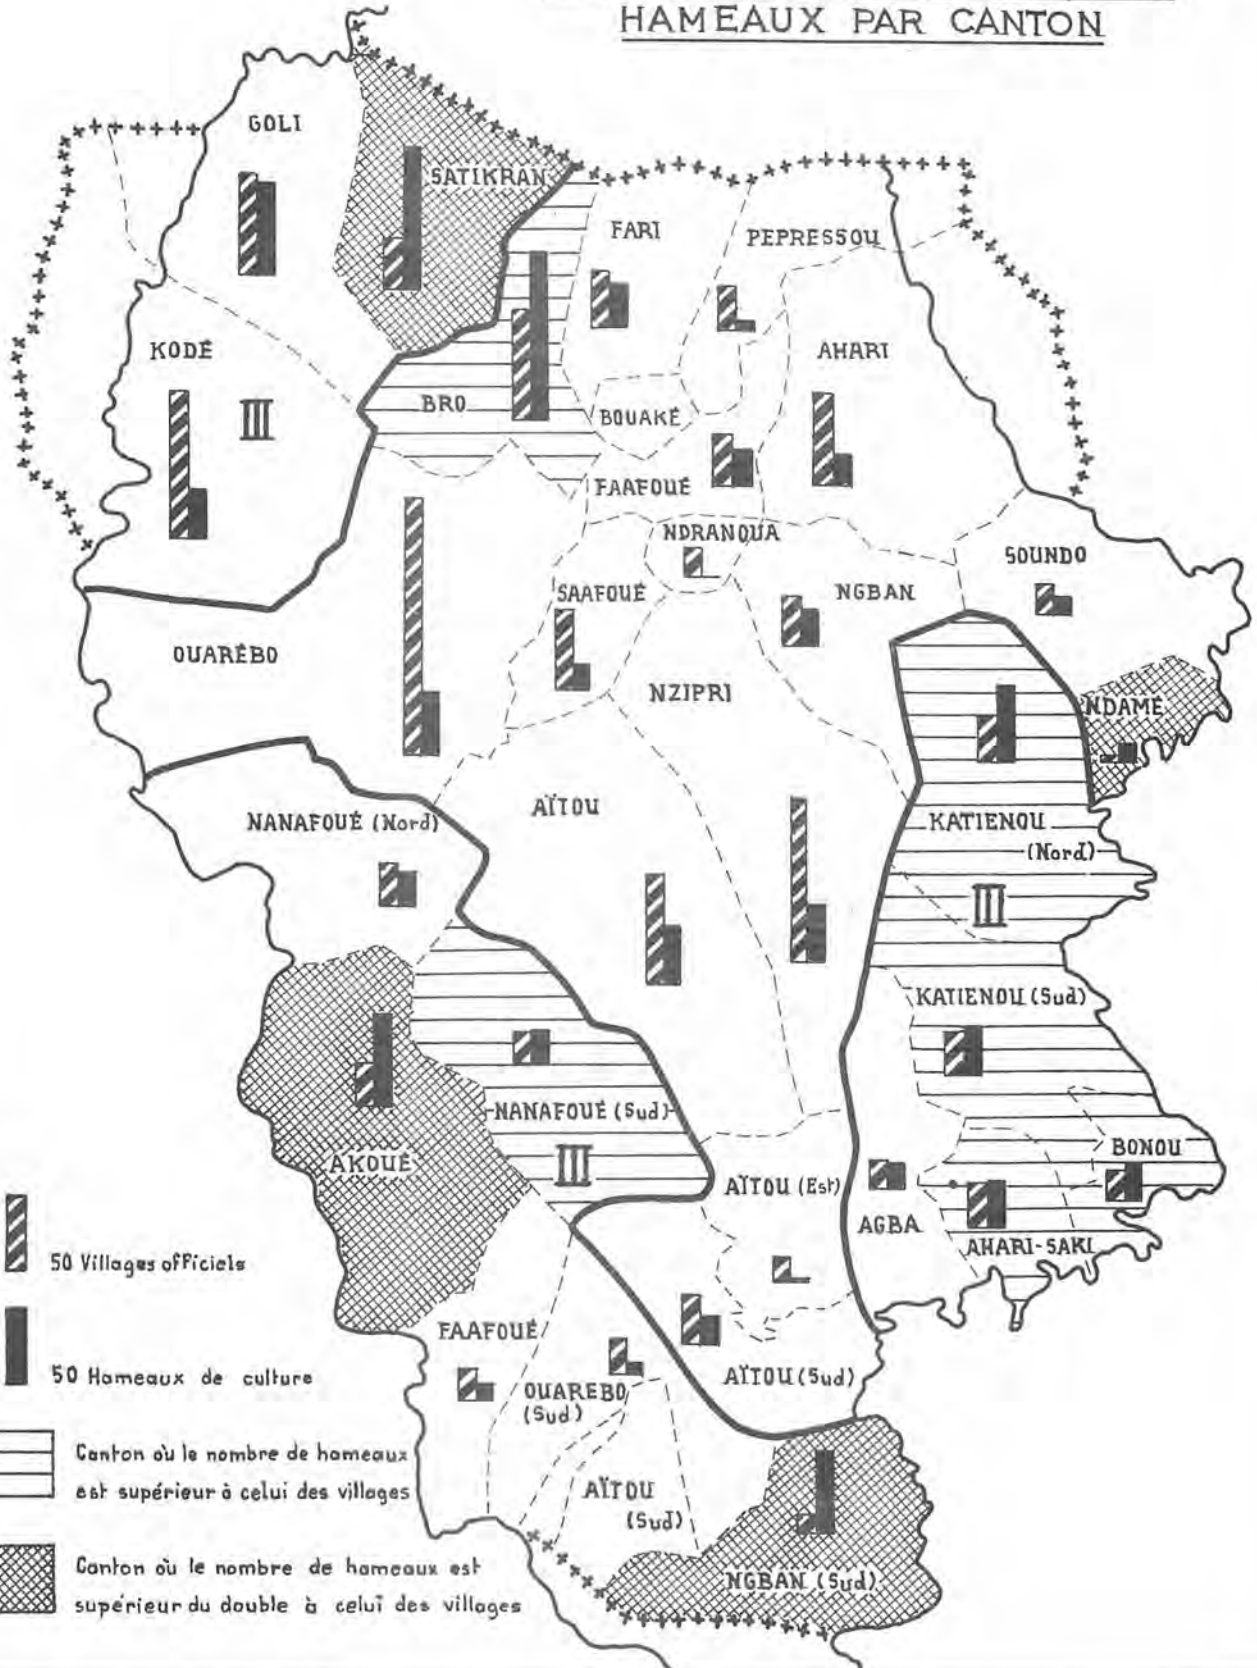 HAMEAUX PAR CANTON
GOLI
SATIKRAN
FARI
PEPRESSOU
KODÉ
AHARI
III
BRO
BOUAKÉ
FAAFOUÉ
NDRANOUA
SOUNDO
SAAFOUÉ
NGBAN
OUARÉBO
NZIPRI
NDAMÉ
AÏTOU
NANAFOUÉ (Nord)
KATIENOU
(Nord)
III
KATIENOU (Sud)
NANAFOUÉ (Sud)
BONOU
AKOUÉ
III
AÏTOU (Est)
AGBA
AHARI-SAKI
50 Villages officiels
FAAFOUÉ
50 Hameaux de culture
OUAREBO
(Sud)
AÏTOU (Sud)
Canton où le nombre de hameaux
est supérieur à celui des villages
AÏTOU
(Sud)
Canton où le nombre de hameaux est
supérieur du double à celui des villages
NGBAN (Sud)